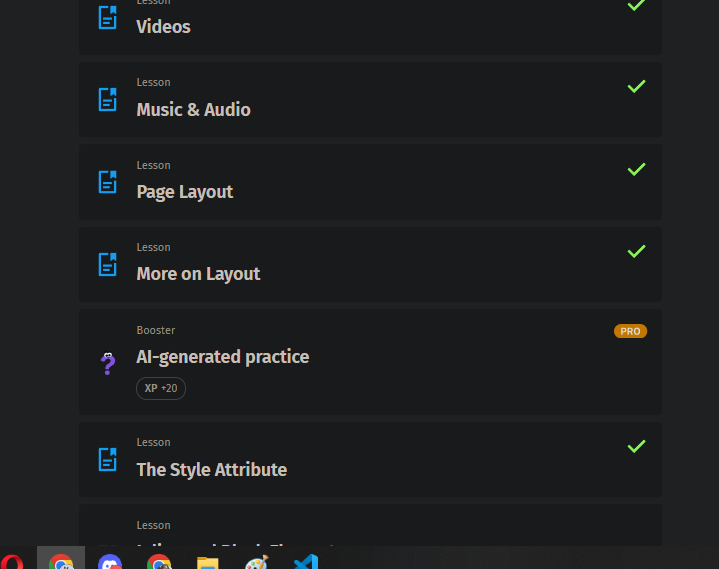 Lesson
Videos
Lesson
Music & Audio
Lesson
Page Layout
Lesson
More on Layout
Booster
PRO
AI-generated practice
XP +20
Lesson
The Style Attribute
Lesson